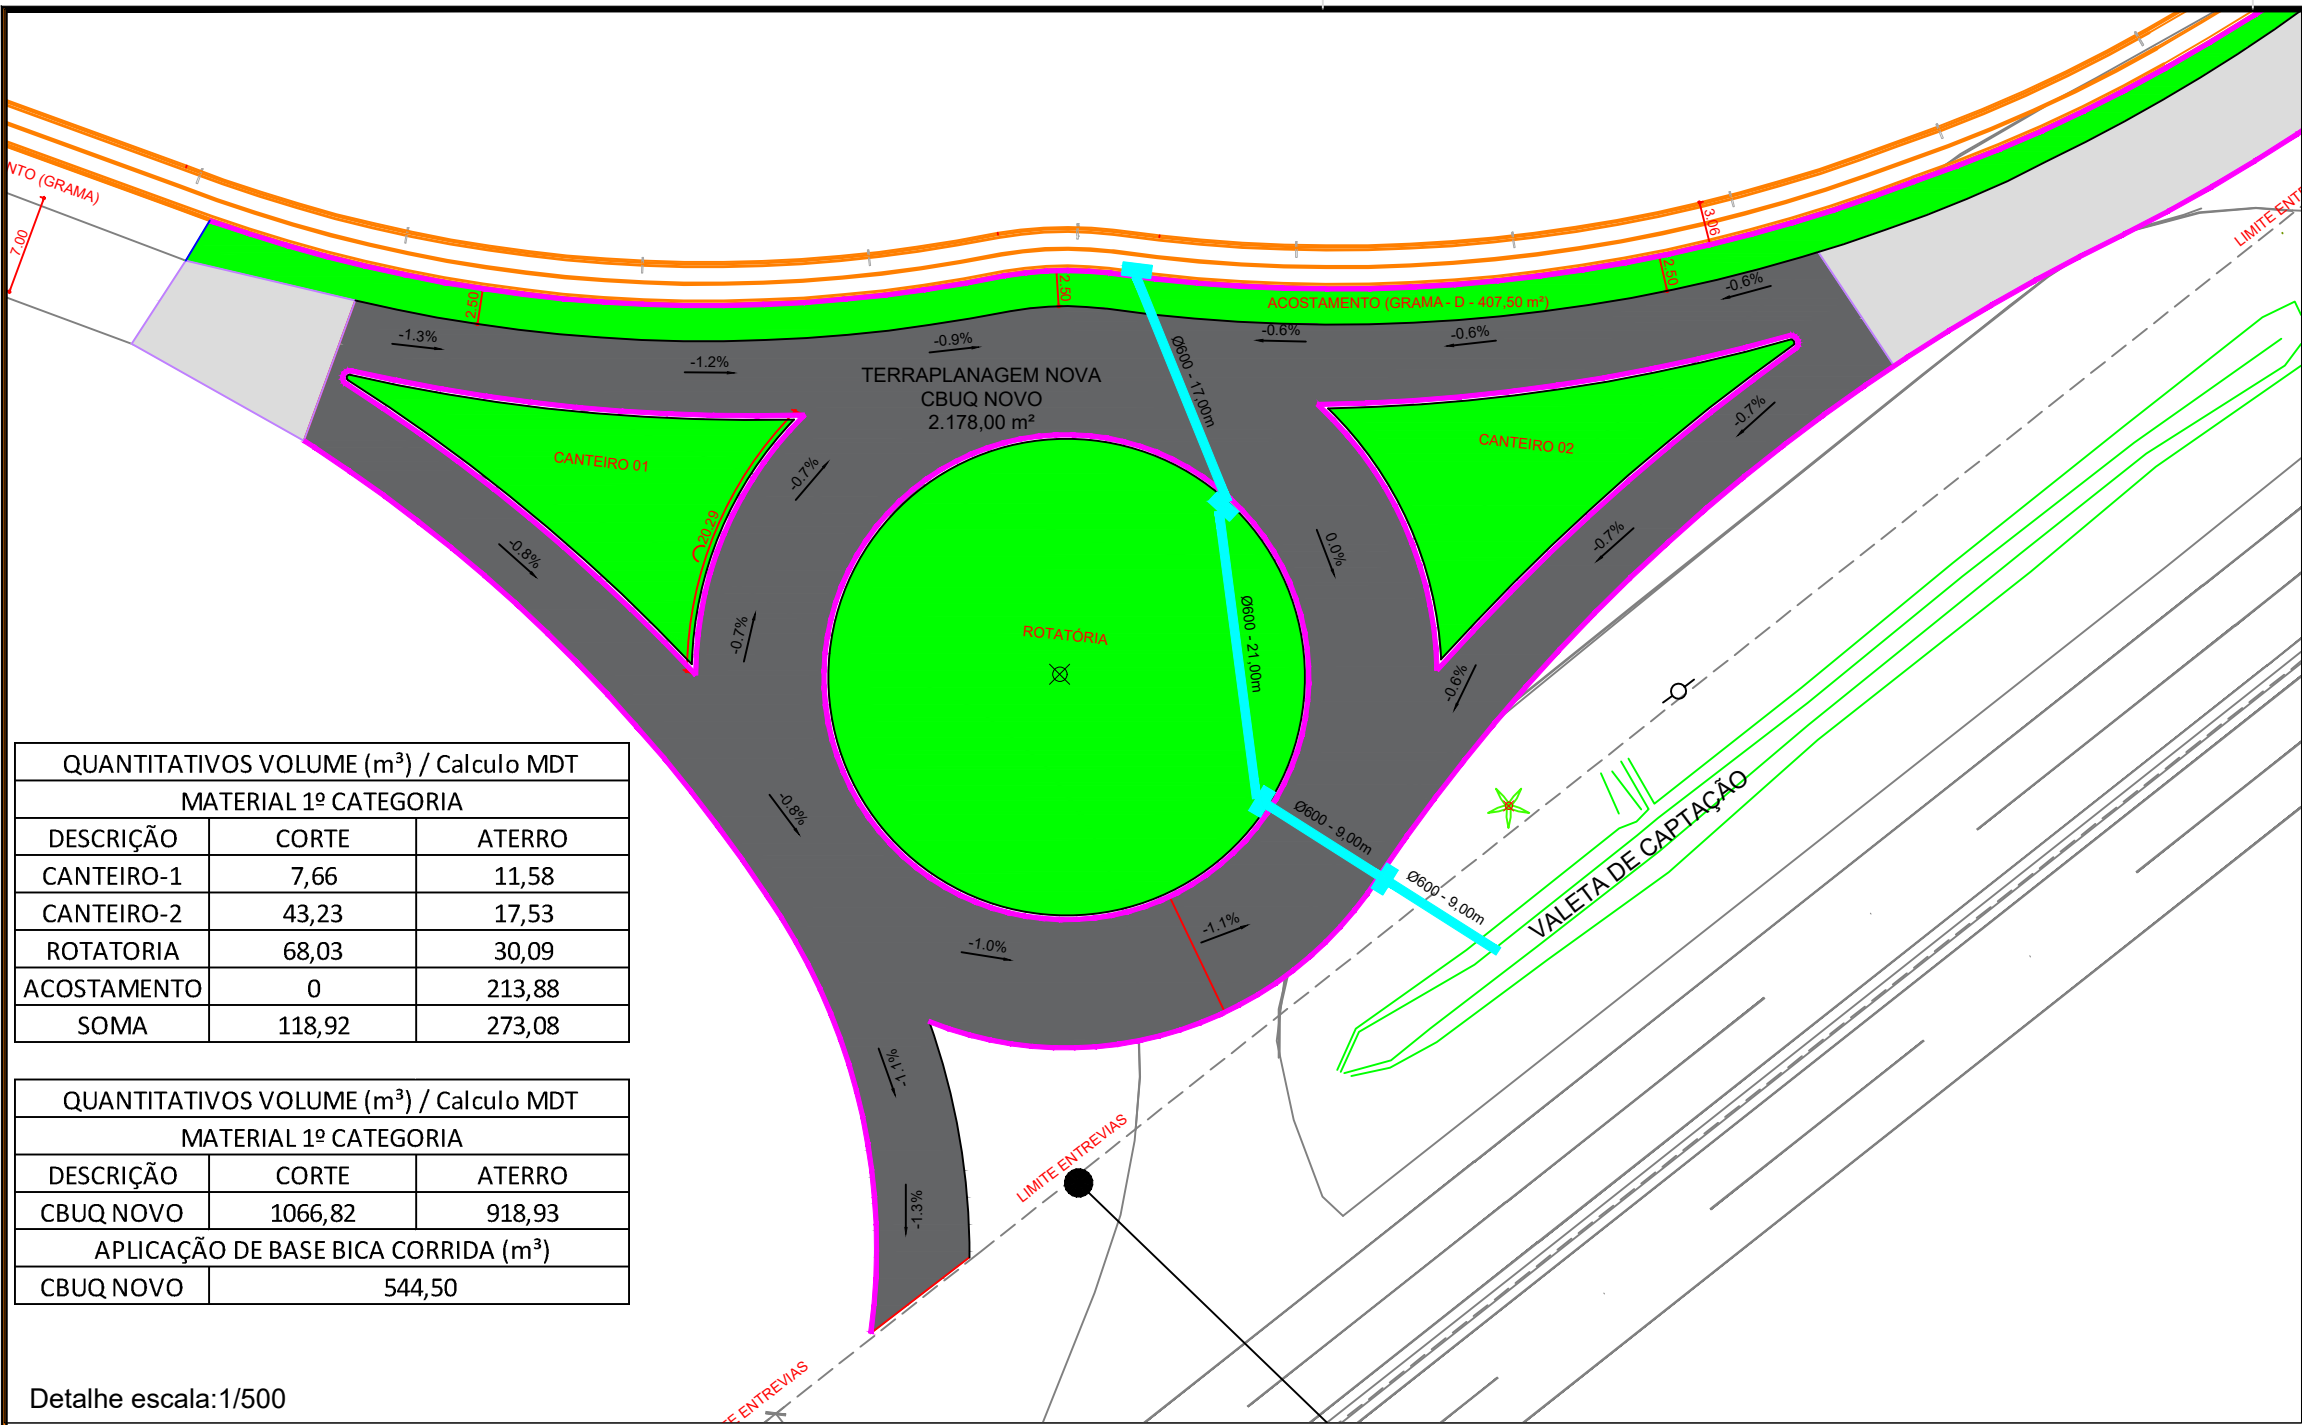 NTO (GRAMA)
7.00
2.50
2.50
2.50
3.06
ACOSTAMENTO (GRAMA - D - 407,50 m²)
LIMITE ENT
-1.3%
-1.2%
-0.9%
-0.6%
-0.6%
-0.6%
TERRAPLANAGEM NOVA
CBUQ NOVO
2.178,00 m²
Ø600 - 17,00m
CANTEIRO 01
CANTEIRO 02
-0.7%
-0.7%
20,29
-0.8%
0.0%
-0.7%
-0.7%
ROTATÓRIA
Ø600 - 21,00m
-0.6%
-0.8%
Ø600 - 9,00m
Ø600 - 9,00m
VALETA DE CAPTAÇÃO
-1.0%
-1.1%
-1.1%
-1.3%
LIMITE ENTREVIAS
TE ENTREVIAS
QUANTITATIVOS VOLUME (m³) / Calculo MDT
MATERIAL 1º CATEGORIA
DESCRIÇÃO CORTE ATERRO
CANTEIRO-1 7,66 11,58
CANTEIRO-2 43,23 17,53
ROTATORIA 68,03 30,09
ACOSTAMENTO 0 213,88
SOMA 118,92 273,08
QUANTITATIVOS VOLUME (m³) / Calculo MDT
MATERIAL 1º CATEGORIA
DESCRIÇÃO CORTE ATERRO
CBUQ NOVO 1066,82 918,93
APLICAÇÃO DE BASE BICA CORRIDA (m³)
CBUQ NOVO 544,50
Detalhe escala:1/500